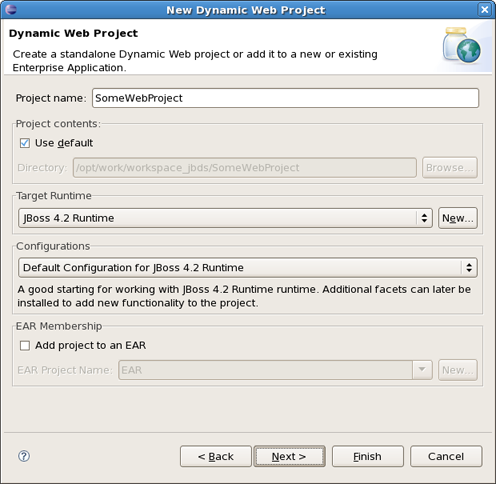 New Dynamic Web Project
Dynamic Web Project
Create a standalone Dynamic Web project or add it to a new or existing
Enterprise Application.
Project name: SomeWebProject
Project contents:
Use default
Directory: /opt/work/workspace_jbds/SomeWebProject Browse...
Target Runtime
JBoss 4.2 Runtime New...
Configurations
Default Configuration for JBoss 4.2 Runtime
A good starting for working with JBoss 4.2 Runtime runtime. Additional facets can later be
installed to add new functionality to the project.
EAR Membership
Add project to an EAR
EAR Project Name: EAR New...
? < Back Next > Finish Cancel